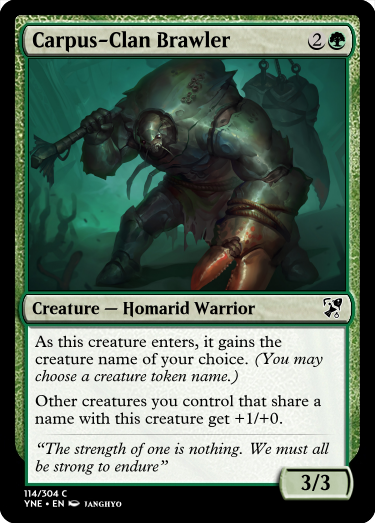 Carpus-Clan Brawler 2
Creature — Homarid Warrior
As this creature enters, it gains the
creature name of your choice. (You may
choose a creature token name.)
Other creatures you control that share a
name with this creature get +1/+0.
“The strength of one is nothing. We must all
be strong to endure”
3/3
114/304 C
YNE • EN JANGHYO